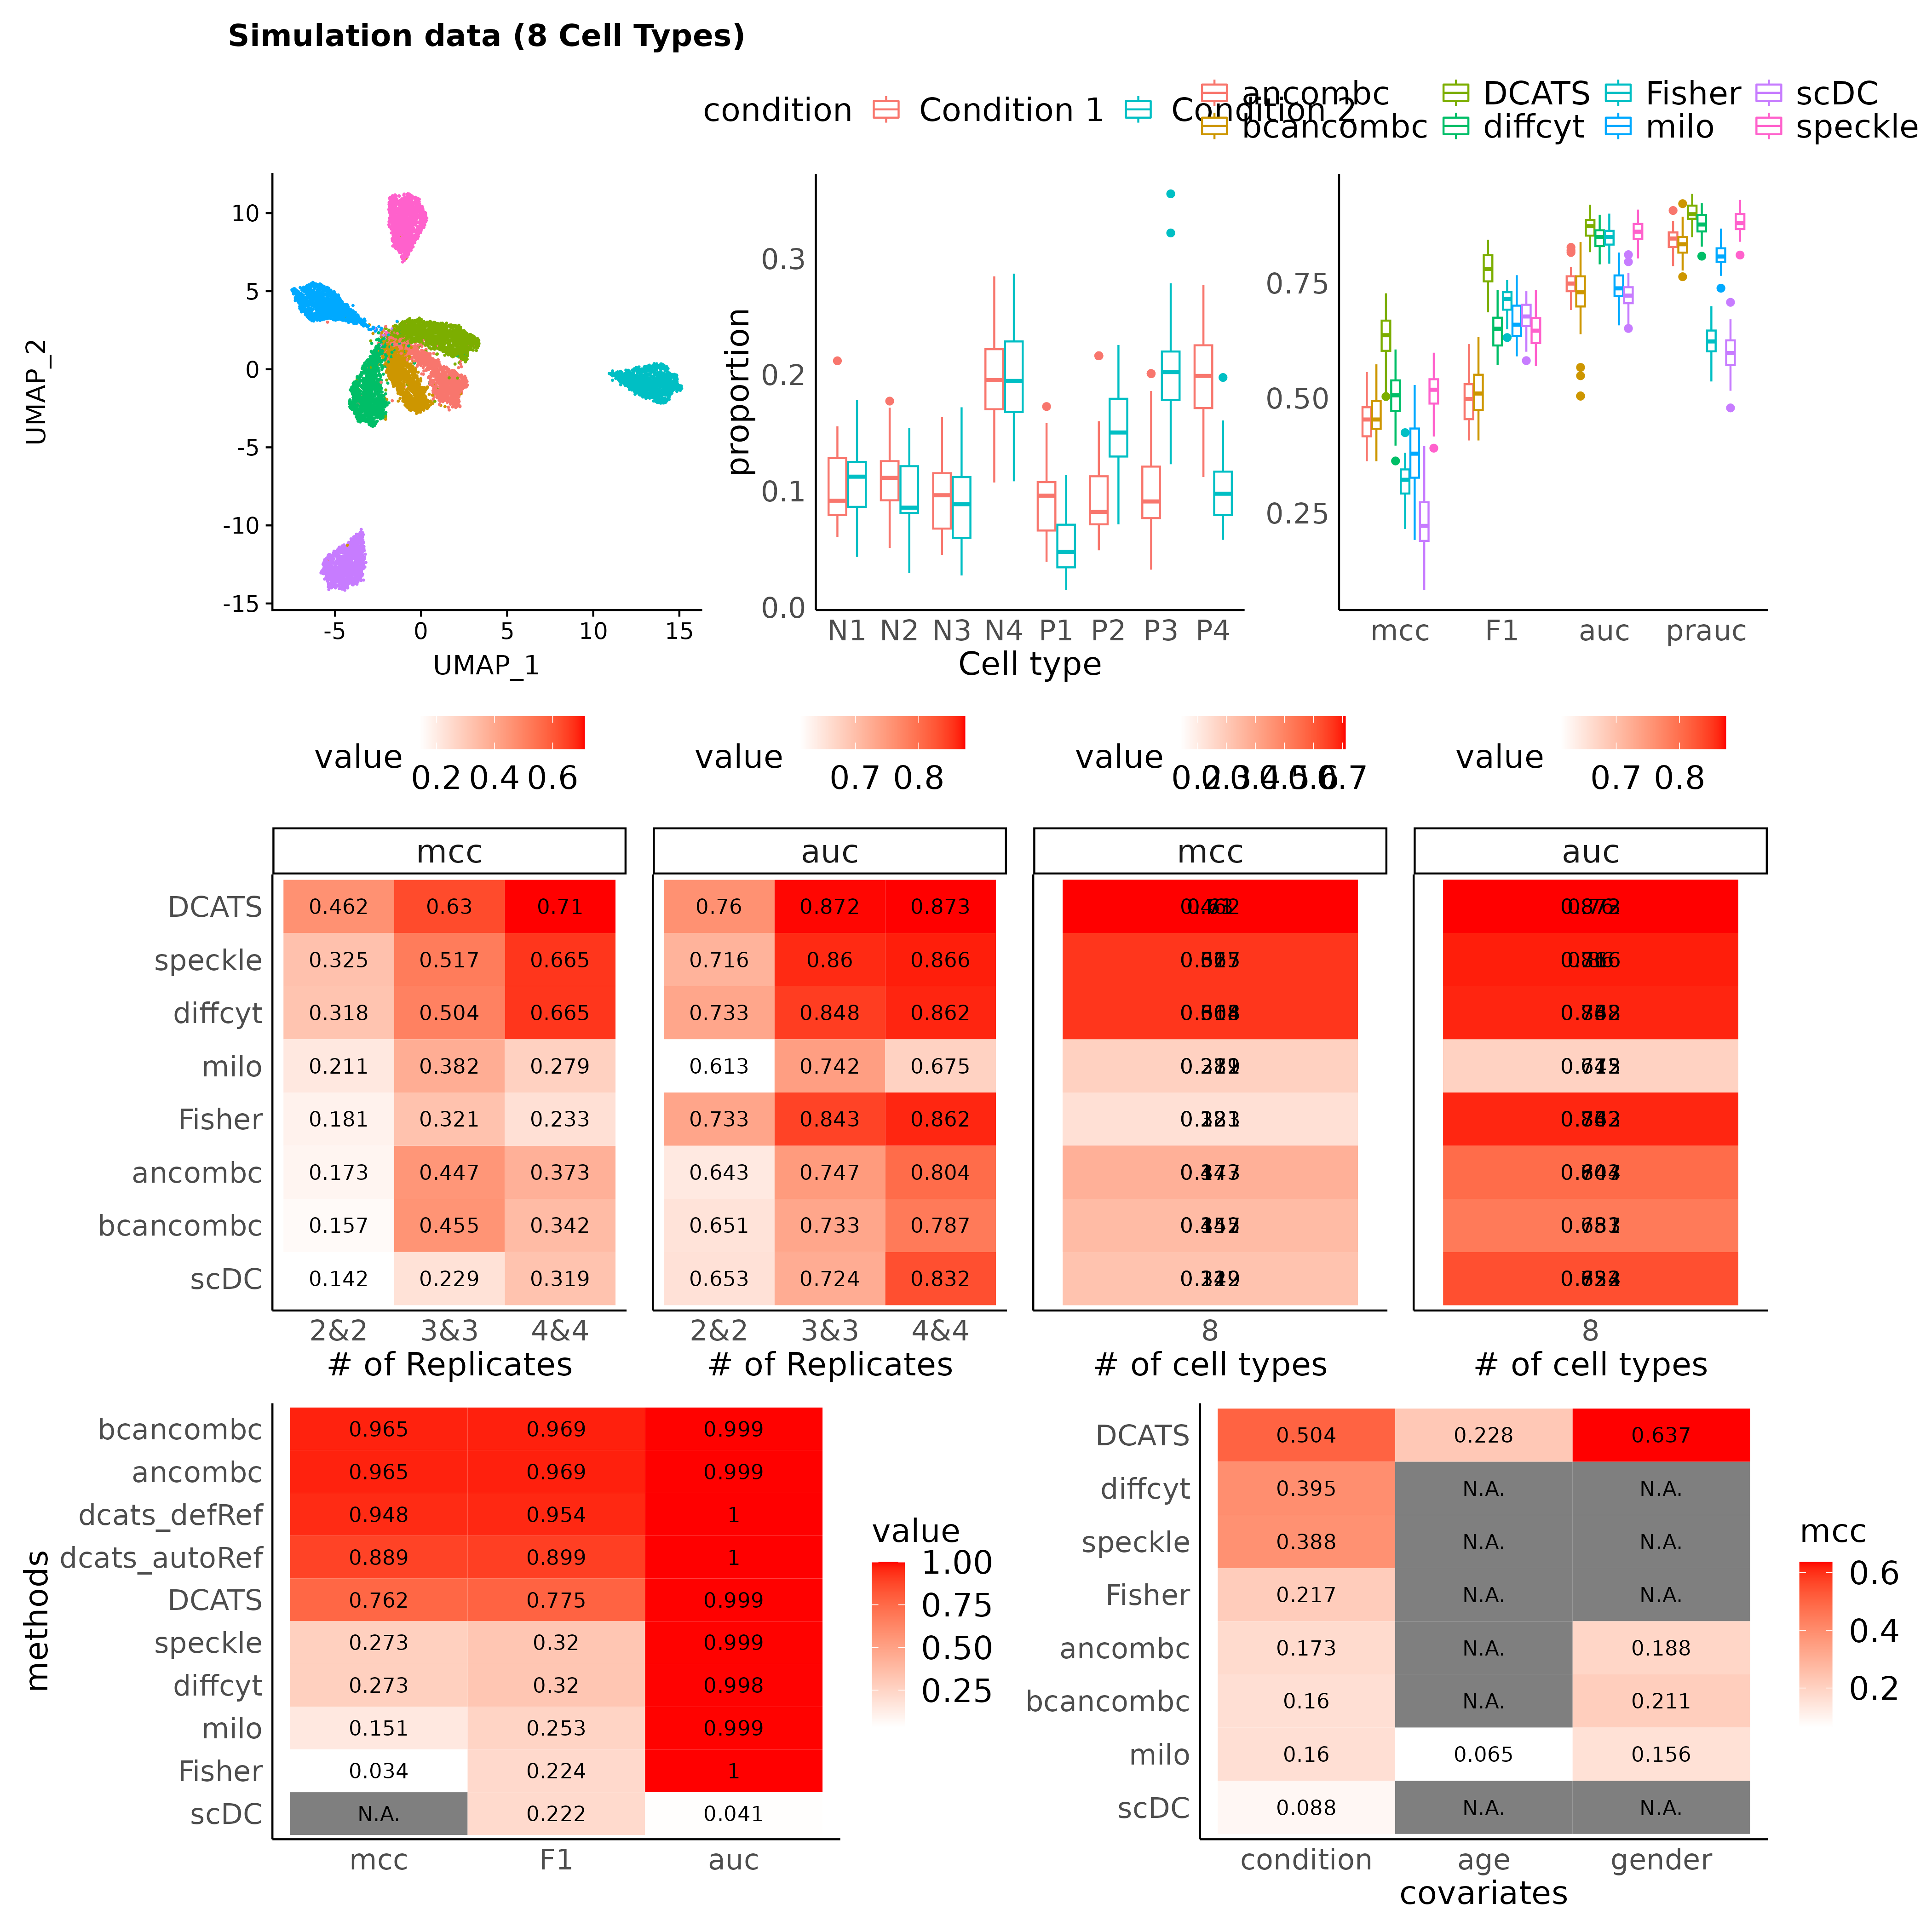 Simulation data (8 Cell Types)
condition Condition 1 Condition 2
ancombc DCATS Fisher scDC
bcancombc diffcyt milo speckle
UMAP_2
10
5
0
-5
-10
-15
-5 0 5 10 15
UMAP_1
proportion
0.3
0.2
0.1
0.0
N1 N2 N3 N4 P1 P2 P3 P4
Cell type
0.75
0.50
0.25
mcc F1 auc prauc
value 0.2 0.4 0.6
value 0.7 0.8
value 0.2 0.3 0.4 0.5 0.6 0.7
value 0.7 0.8
mcc auc mcc auc
DCATS 0.462 0.63 0.71 0.76 0.872 0.873
speckle 0.325 0.517 0.665 0.716 0.86 0.866
diffcyt 0.318 0.504 0.665 0.733 0.848 0.862
milo 0.211 0.382 0.279 0.613 0.742 0.675
Fisher 0.181 0.321 0.233 0.733 0.843 0.862
ancombc 0.173 0.447 0.373 0.643 0.747 0.804
bcancombc 0.157 0.455 0.342 0.651 0.733 0.787
scDC 0.142 0.229 0.319 0.653 0.724 0.832
2&2 3&3 4&4 2&2 3&3 4&4 8 8
# of Replicates # of Replicates # of cell types # of cell types
methods
bcancombc 0.965 0.969 0.999
ancombc 0.965 0.969 0.999
dcats_defRef 0.948 0.954 1
dcats_autoRef 0.889 0.899 1
DCATS 0.762 0.775 0.999
speckle 0.273 0.32 0.999
diffcyt 0.273 0.32 0.998
milo 0.151 0.253 0.999
Fisher 0.034 0.224 1
scDC N.A. 0.222 0.041
mcc F1 auc
value
1.00
0.75
0.50
0.25
DCATS 0.504 0.228 0.637
diffcyt 0.395 N.A. N.A.
speckle 0.388 N.A. N.A.
Fisher 0.217 N.A. N.A.
ancombc 0.173 N.A. 0.188
bcancombc 0.16 N.A. 0.211
milo 0.16 0.065 0.156
scDC 0.088 N.A. N.A.
condition age gender
covariates
mcc
0.6
0.4
0.2